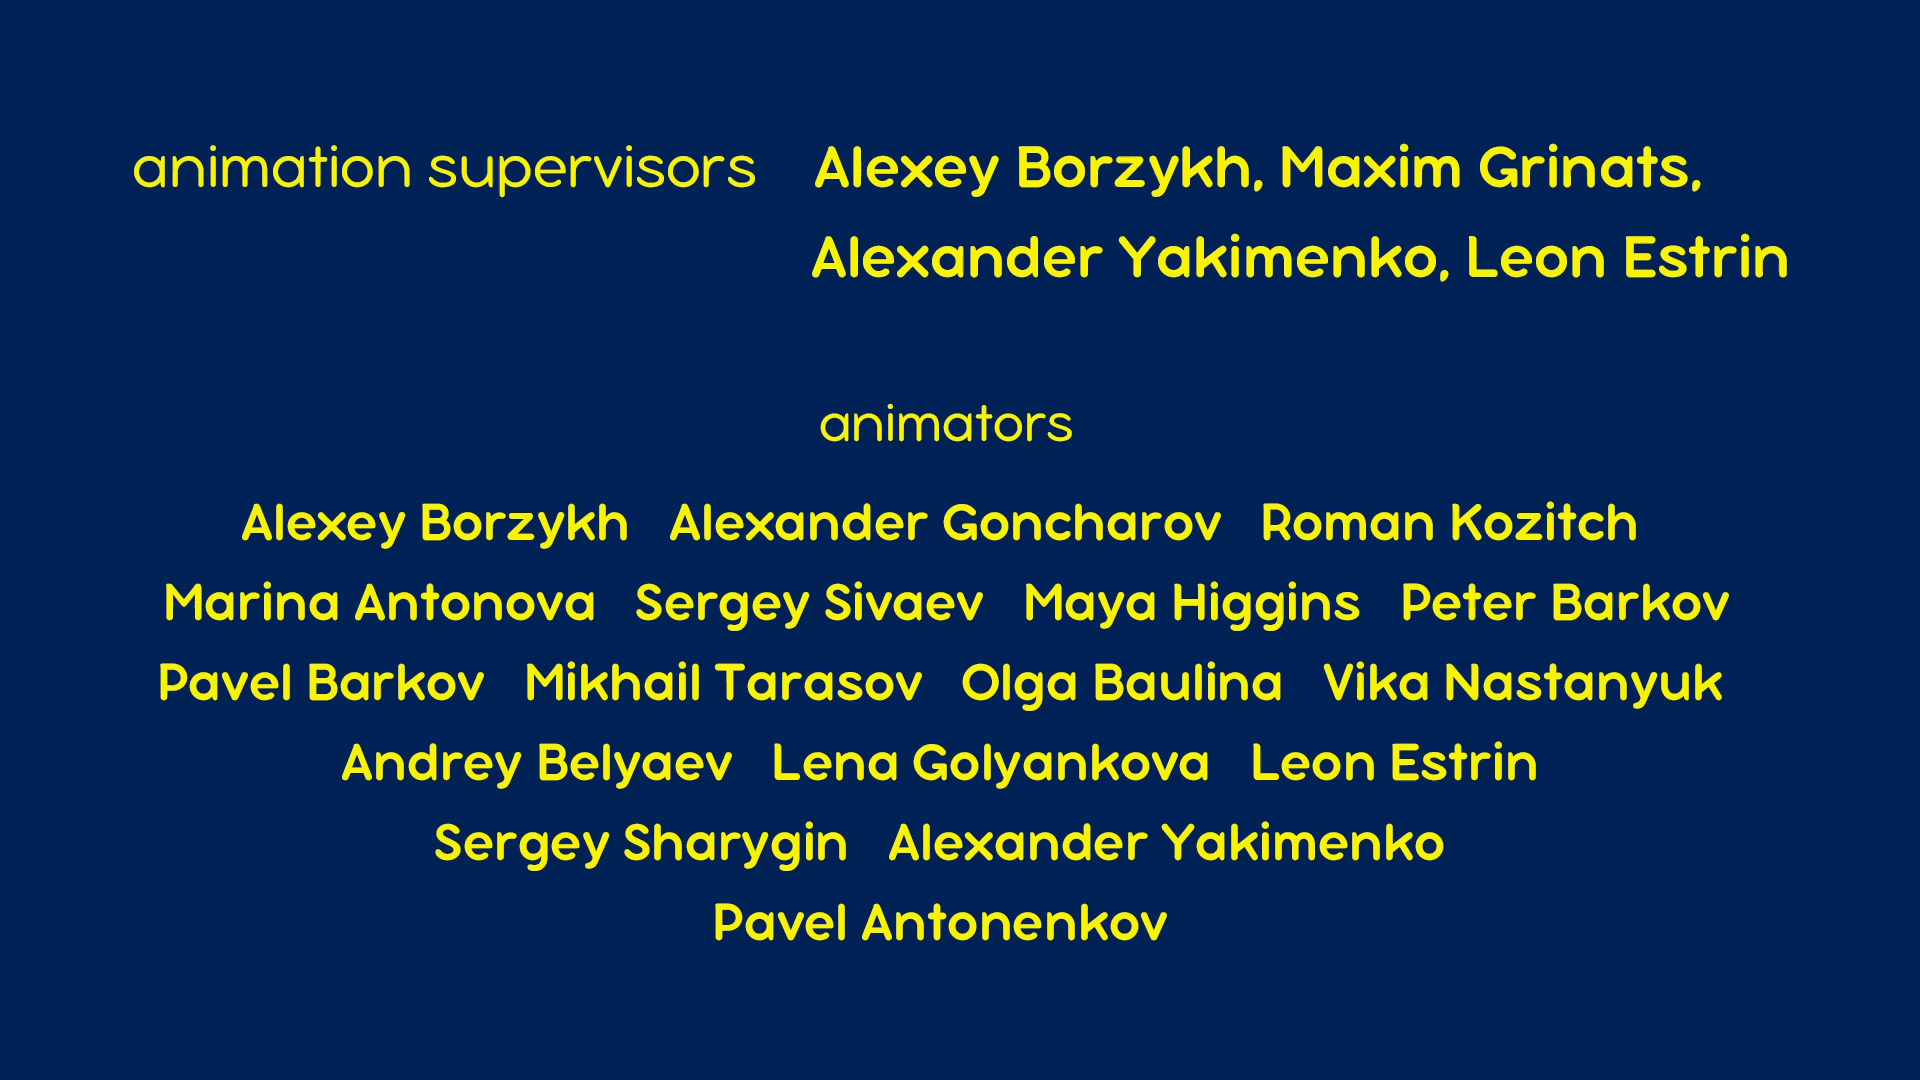 animation supervisors Alexey Borzykh, Maxim Grinats,
Alexander Yakimenko, Leon Estrin
animators
Alexey Borzykh Alexander Goncharov Roman Kozitch
Marina Antonova Sergey Sivaev Maya Higgins Peter Barkov
Pavel Barkov Mikhail Tarasov Olga Baulina Vika Nastanyuk
Andrey Belyaev Lena Golyankova Leon Estrin
Sergey Sharygin Alexander Yakimenko
Pavel Antonenkov